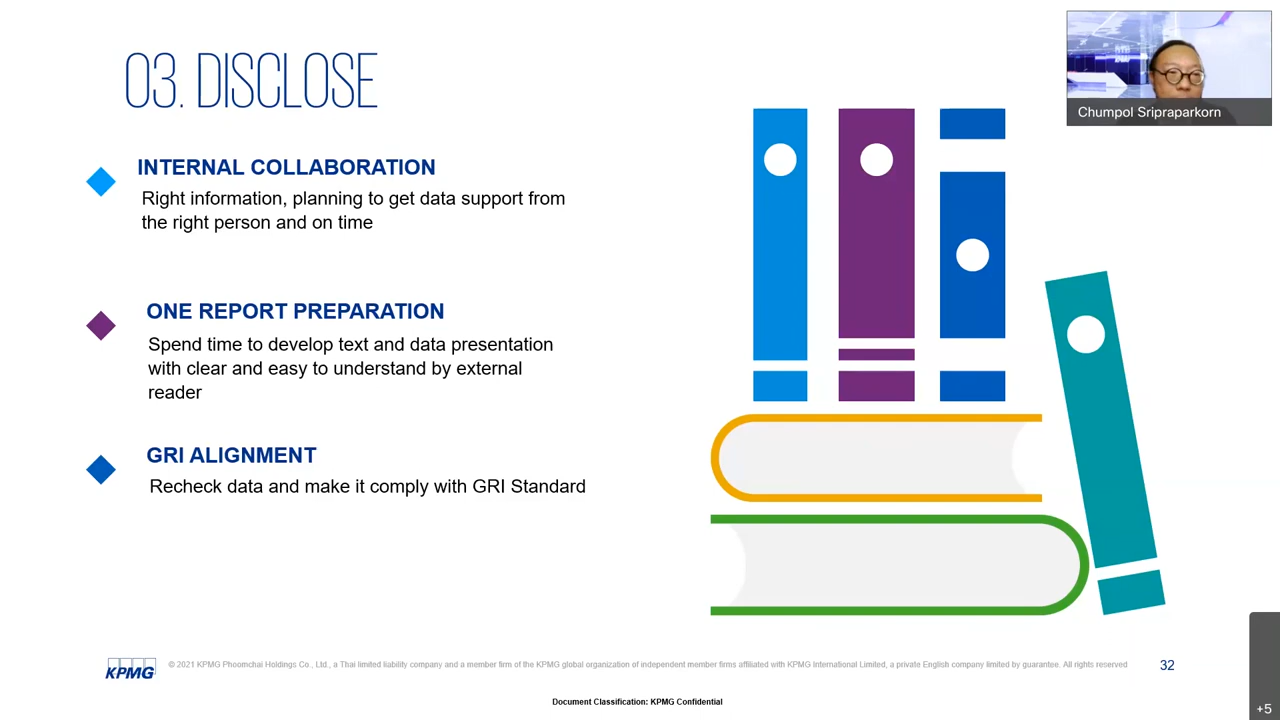 03. DISCLOSE
Chumpol Sripraparkorn
INTERNAL COLLABORATION
Right information, planning to get data support from
the right person and on time
ONE REPORT PREPARATION
Spend time to develop text and data presentation
with clear and easy to understand by external
reader
GRI ALIGNMENT
Recheck data and make it comply with GRI Standard
KPMG
© 2021 KPMG Phoomchai Holdings Co., Ltd., a Thai limited liability company and a member firm of the KPMG global organization of independent member firms affiliated with KPMG International Limited, a private English company limited by guarantee. All rights reserved
32
Document Classification: KPMG Confidential
+5